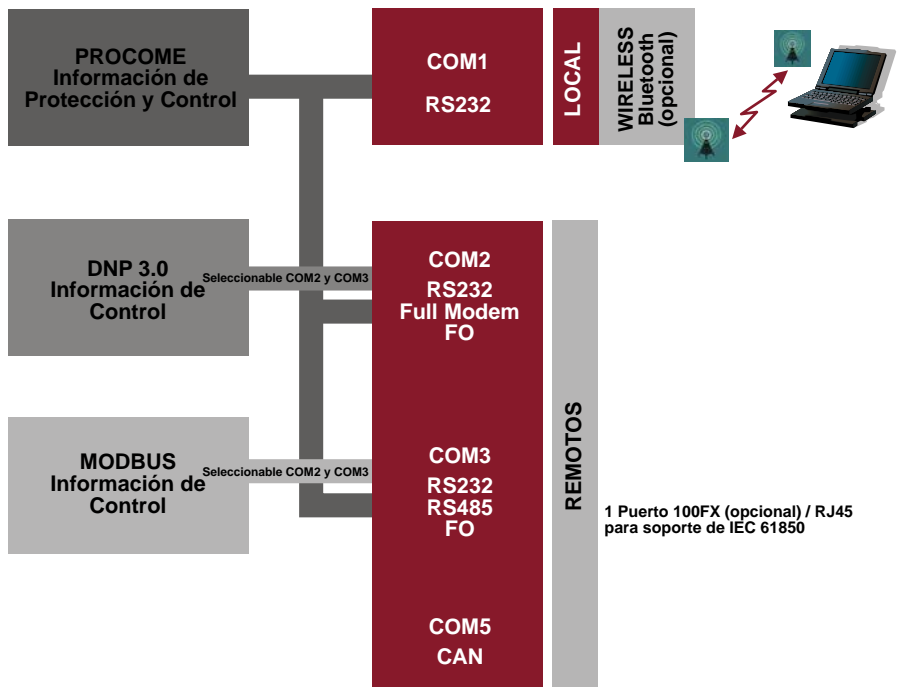 PROCOME
Información de
Protección y Control
COM1
RS232
LOCAL
WIRELESS
Bluetooth
(opcional)
DNP 3.0
Información de
Control
Seleccionable COM2 y COM3
COM2
RS232
Full Modem
FO
MODBUS
Información de
Control
Seleccionable COM2 y COM3
COM3
RS232
RS485
FO
COM5
CAN
REMOTOS
1 Puerto 100FX (opcional) / RJ45
para soporte de IEC 61850